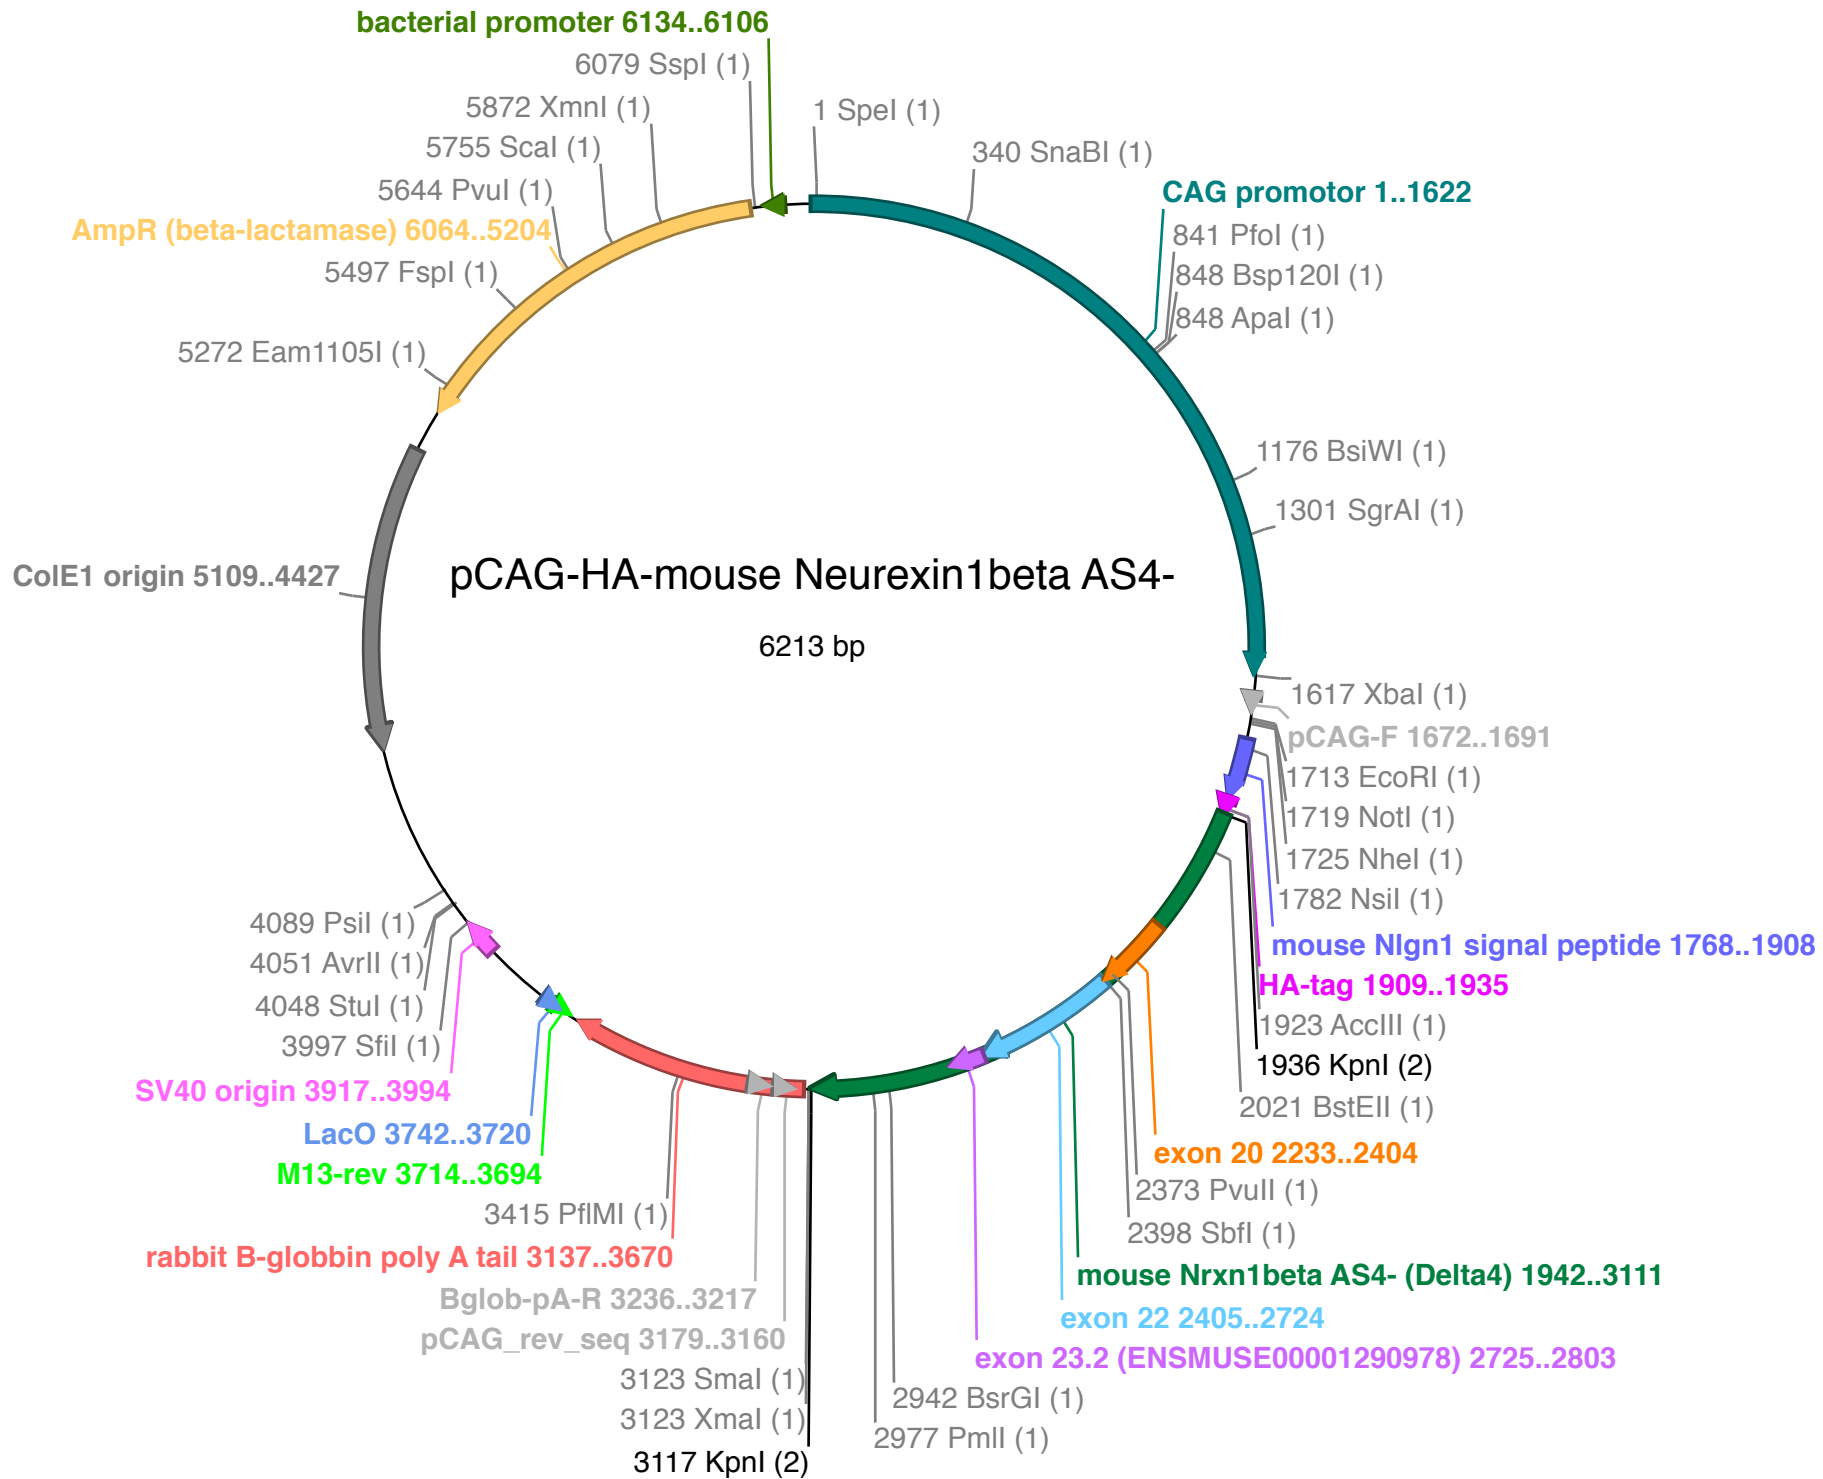 bacterial promoter 6134..6106
6079 SspI (1)
5872 XmnI (1)
5755 ScaI (1)
5644 PvuI (1)
AmpR (beta-lactamase) 6064..5204
5497 FspI (1)
5272 Eam1105I (1)
ColE1 origin 5109..4427
1 SpeI (1)
340 SnaBI (1)
CAG promotor 1..1622
841 PfoI (1)
848 Bsp120I (1)
848 ApaI (1)
1176 BsiWI (1)
1301 SgrAI (1)
pCAG-HA-mouse Neurexin1beta AS4-
6213 bp
1617 XbaI (1)
pCAG-F 1672..1691
1713 EcoRI (1)
1719 NotI (1)
1725 NheI (1)
1782 NsiI (1)
mouse Nlgn1 signal peptide 1768..1908
HA-tag 1909..1935
1923 AccIII (1)
1936 KpnI (2)
2021 BstEII (1)
exon 20 2233..2404
2373 PvuII (1)
2398 SbfI (1)
mouse Nrxn1beta AS4- (Delta4) 1942..3111
exon 22 2405..2724
exon 23.2 (ENSMUSE00001290978) 2725..2803
2942 BsrGI (1)
2977 PmlI (1)
4089 PsiI (1)
4051 AvrII (1)
4048 StuI (1)
3997 SfiI (1)
SV40 origin 3917..3994
LacO 3742..3720
M13-rev 3714..3694
3415 PflMI (1)
rabbit B-globbin poly A tail 3137..3670
Bglob-pA-R 3236..3217
pCAG_rev_seq 3179..3160
3123 SmaI (1)
3123 XmaI (1)
3117 KpnI (2)